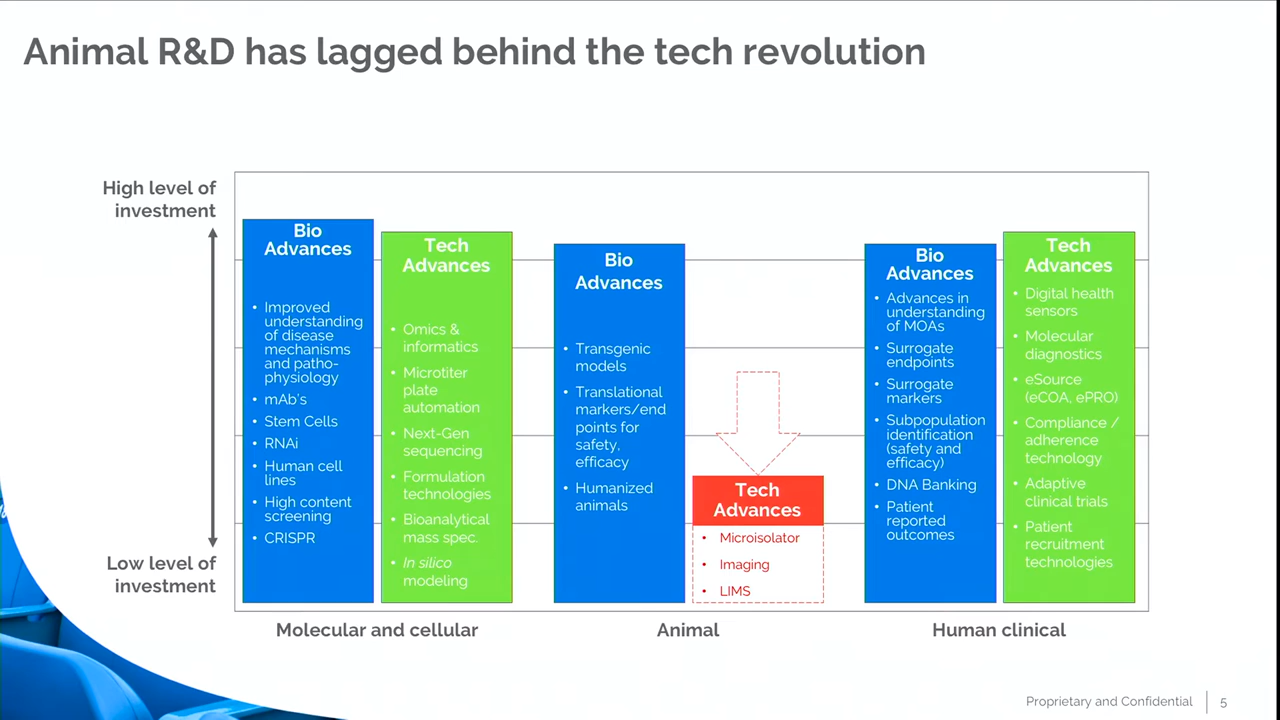 Animal R&D has lagged behind the tech revolution
High level of
investment
Low level of
investment
Bio
Advances
• Improved
understanding
of disease
mechanisms
and patho-
physiology
• mAb's
• Stem Cells
• RNAi
• Human cell
lines
• High content
screening
• CRISPR
Tech
Advances
• Omics &
informatics
• Microtiter
plate
automation
• Next-Gen
sequencing
• Formulation
technologies
• Bioanalytical
mass spec.
• In silico
modeling
Molecular and cellular
Bio
Advances
• Transgenic
models
• Translational
markers/end
points for
safety,
efficacy
• Humanized
animals
Tech
Advances
• Microisolator
• Imaging
• LIMS
Animal
Bio
Advances
• Advances in
understanding
of MOAs
• Surrogate
endpoints
• Surrogate
markers
• Subpopulation
identification
(safety and
efficacy)
• DNA Banking
• Patient
reported
outcomes
Tech
Advances
• Digital health
sensors
• Molecular
diagnostics
• eSource
(eCOA, ePRO)
• Compliance /
adherence
technology
• Adaptive
clinical trials
• Patient
recruitment
technologies
Human clinical
Proprietary and Confidential
5